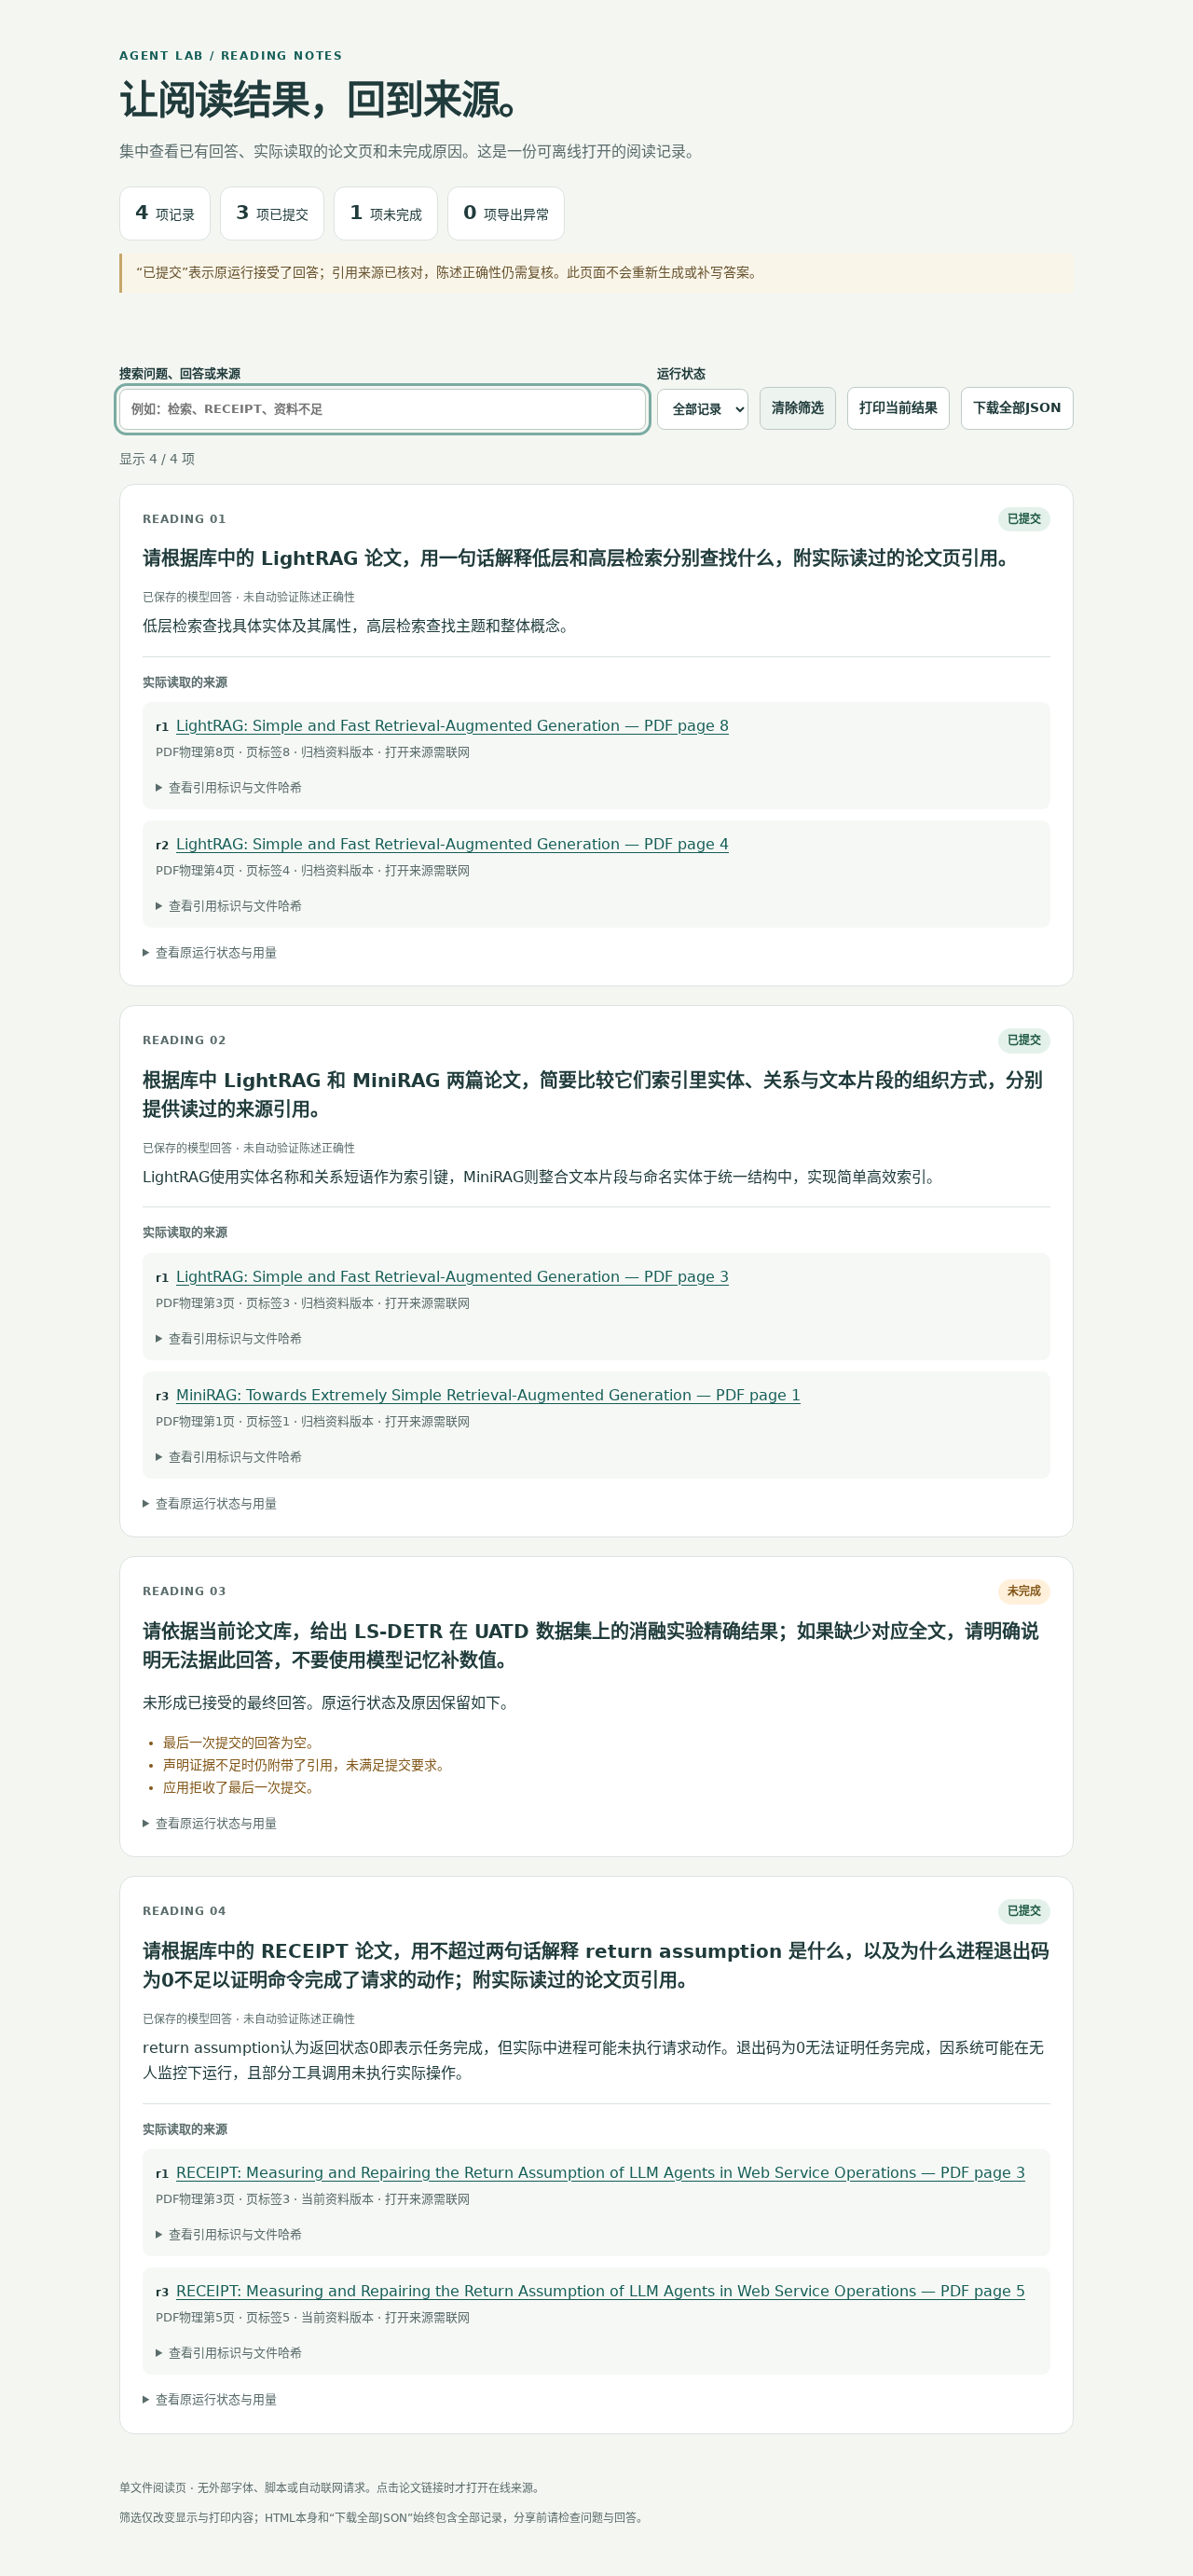 AGENT LAB / READING NOTES
让阅读结果，回到来源。
集中查看已有回答、实际读取的论文页和未完成原因。这是一份可离线打开的阅读记录。
4 项记录
3 项已提交
1 项未完成
0 项导出异常
“已提交”表示原运行接受了回答；引用来源已核对，陈述正确性仍需复核。此页面不会重新生成或补写答案。
搜索问题、回答或来源
运行状态
例如：检索、RECEIPT、资料不足
全部记录
清除筛选
打印当前结果
下载全部JSON
显示 4 / 4 项
READING 01
已提交
请根据库中的 LightRAG 论文，用一句话解释低层和高层检索分别查找什么，附实际读过的论文页引用。
已保存的模型回答 · 未自动验证陈述正确性
低层检索查找具体实体及其属性，高层检索查找主题和整体概念。
实际读取的来源
r1 LightRAG: Simple and Fast Retrieval-Augmented Generation — PDF page 8
PDF物理第8页 · 页标签8 · 归档资料版本 · 打开来源需联网
▶ 查看引用标识与文件哈希
r2 LightRAG: Simple and Fast Retrieval-Augmented Generation — PDF page 4
PDF物理第4页 · 页标签4 · 归档资料版本 · 打开来源需联网
▶ 查看引用标识与文件哈希
▶ 查看原运行状态与用量
READING 02
已提交
根据库中 LightRAG 和 MiniRAG 两篇论文，简要比较它们索引里实体、关系与文本片段的组织方式，分别
提供读过的来源引用。
已保存的模型回答 · 未自动验证陈述正确性
LightRAG使用实体名称和关系短语作为索引键，MiniRAG则整合文本片段与命名实体于统一结构中，实现简单高效索引。
实际读取的来源
r1 LightRAG: Simple and Fast Retrieval-Augmented Generation — PDF page 3
PDF物理第3页 · 页标签3 · 归档资料版本 · 打开来源需联网
▶ 查看引用标识与文件哈希
r3 MiniRAG: Towards Extremely Simple Retrieval-Augmented Generation — PDF page 1
PDF物理第1页 · 页标签1 · 归档资料版本 · 打开来源需联网
▶ 查看引用标识与文件哈希
▶ 查看原运行状态与用量
READING 03
未完成
请依据当前论文库，给出 LS-DETR 在 UATD 数据集上的消融实验精确结果；如果缺少对应全文，请明确说
明无法据此回答，不要使用模型记忆补数值。
未形成已接受的最终回答。原运行状态及原因保留如下。
• 最后一次提交的回答为空。
• 声明证据不足时仍附带了引用，未满足提交要求。
• 应用拒收了最后一次提交。
▶ 查看原运行状态与用量
READING 04
已提交
请根据库中的 RECEIPT 论文，用不超过两句话解释 return assumption 是什么，以及为什么进程退出码
为0不足以证明命令完成了请求的动作；附实际读过的论文页引用。
已保存的模型回答 · 未自动验证陈述正确性
return assumption认为返回状态0即表示任务完成，但实际中进程可能未执行请求动作。退出码为0无法证明任务完成，因系统可能在无
人监控下运行，且部分工具调用未执行实际操作。
实际读取的来源
r1 RECEIPT: Measuring and Repairing the Return Assumption of LLM Agents in Web Service Operations — PDF page 3
PDF物理第3页 · 页标签3 · 当前资料版本 · 打开来源需联网
▶ 查看引用标识与文件哈希
r3 RECEIPT: Measuring and Repairing the Return Assumption of LLM Agents in Web Service Operations — PDF page 5
PDF物理第5页 · 页标签5 · 当前资料版本 · 打开来源需联网
▶ 查看引用标识与文件哈希
▶ 查看原运行状态与用量
单文件阅读页 · 无外部字体、脚本或自动联网请求。点击论文链接时才打开在线来源。
筛选仅改变显示与打印内容；HTML本身和“下载全部JSON”始终包含全部记录，分享前请检查问题与回答。